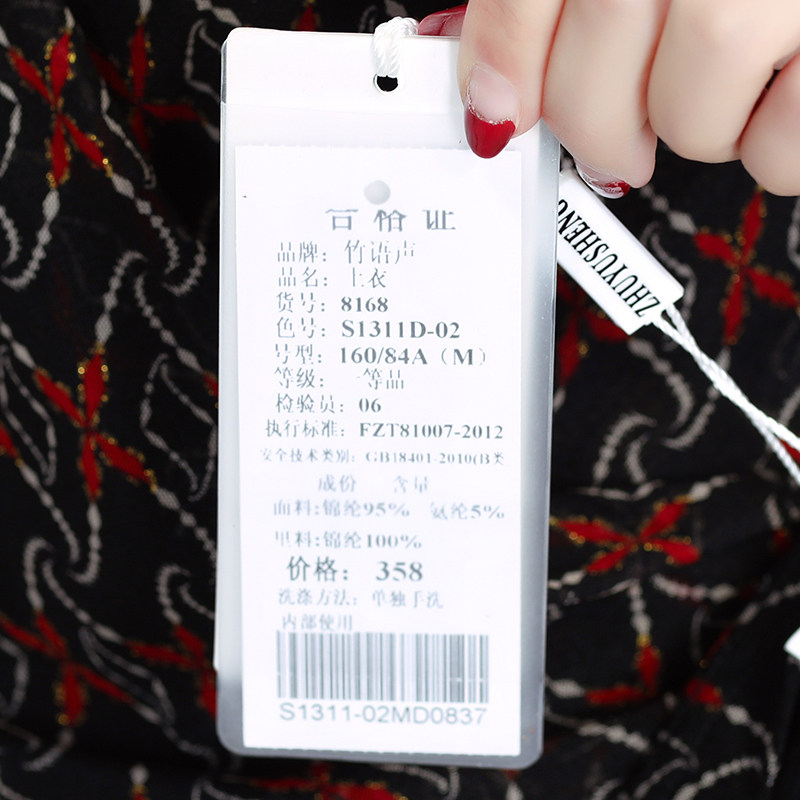 合格证
品牌：竹语声
品名：上衣
货号：8168
色号：S1311D-02
号型：160/84A（M）
等级：一等品
检验员：06
执行标准：FZT81007-2012
安全技术类别：GB18401-2010(B类
成份 含量
面料:锦纶95% 氨纶5%
里料:锦纶100%
价格：358
洗涤方法：单独手洗
内部使用
S1311-02MD0837
ZHUYUSHENG